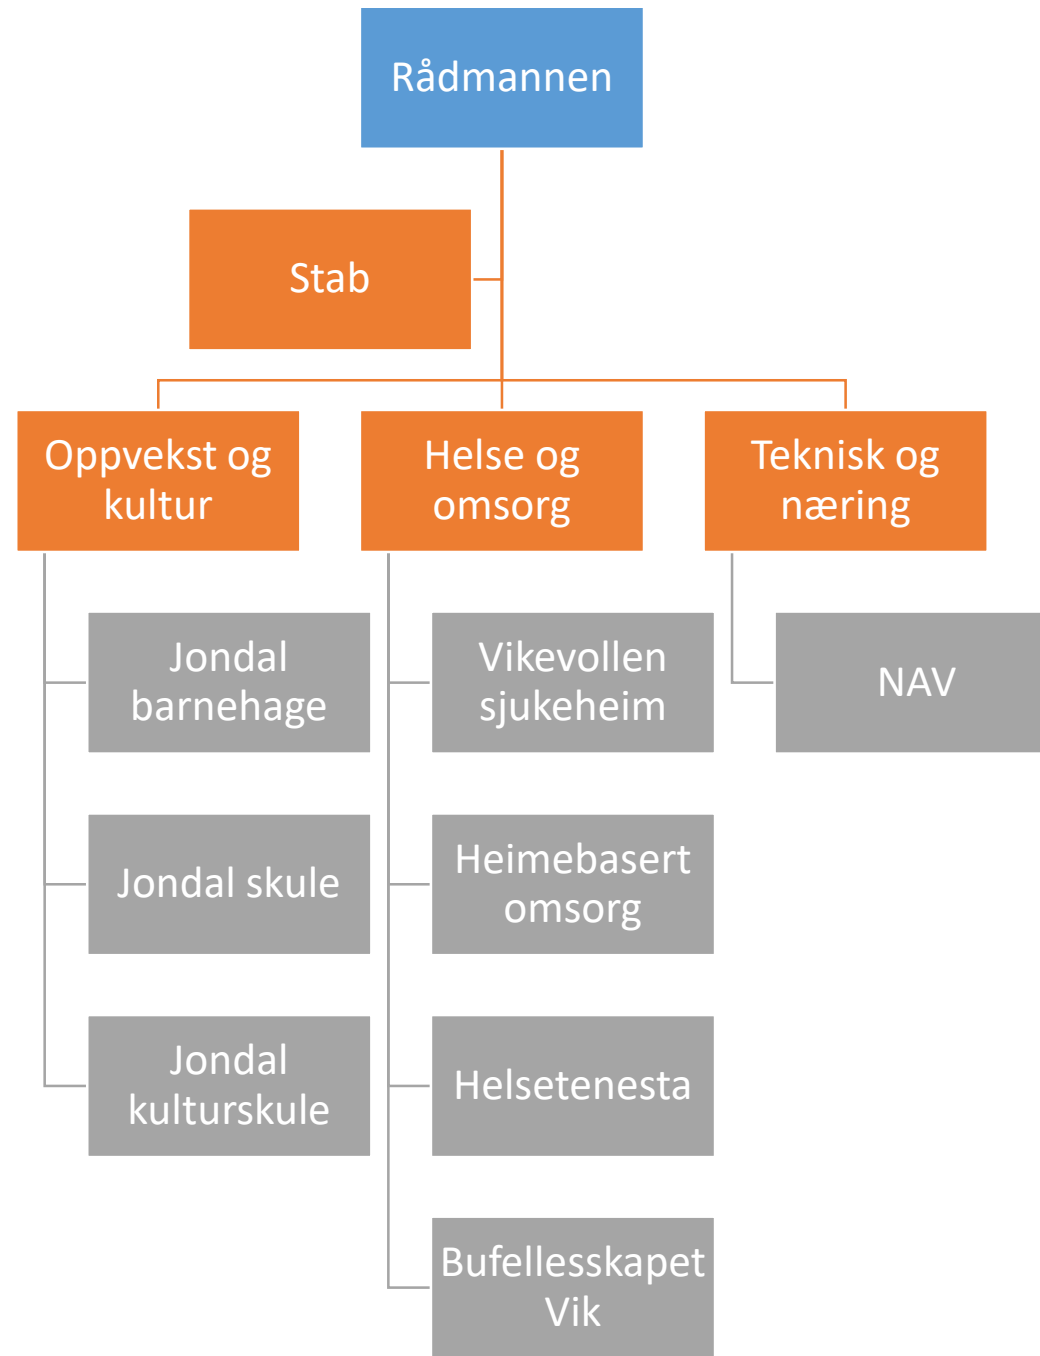 Rådmannen
Stab
Oppvekst og
kultur
Helse og
omsorg
Teknisk og
næring
Jondal
barnehage
Vikevollen
sjukeheim
NAV
Jondal skule
Heimebasert
omsorg
Jondal
kulturskule
Helsetenesta
Bufellesskapet
Vik